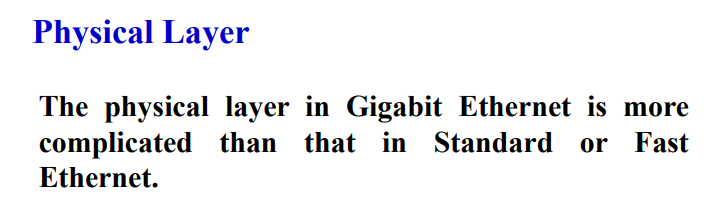 Physical Layer
The physical layer in Gigabit Ethernet is more
complicated than that in Standard or Fast
Ethernet.